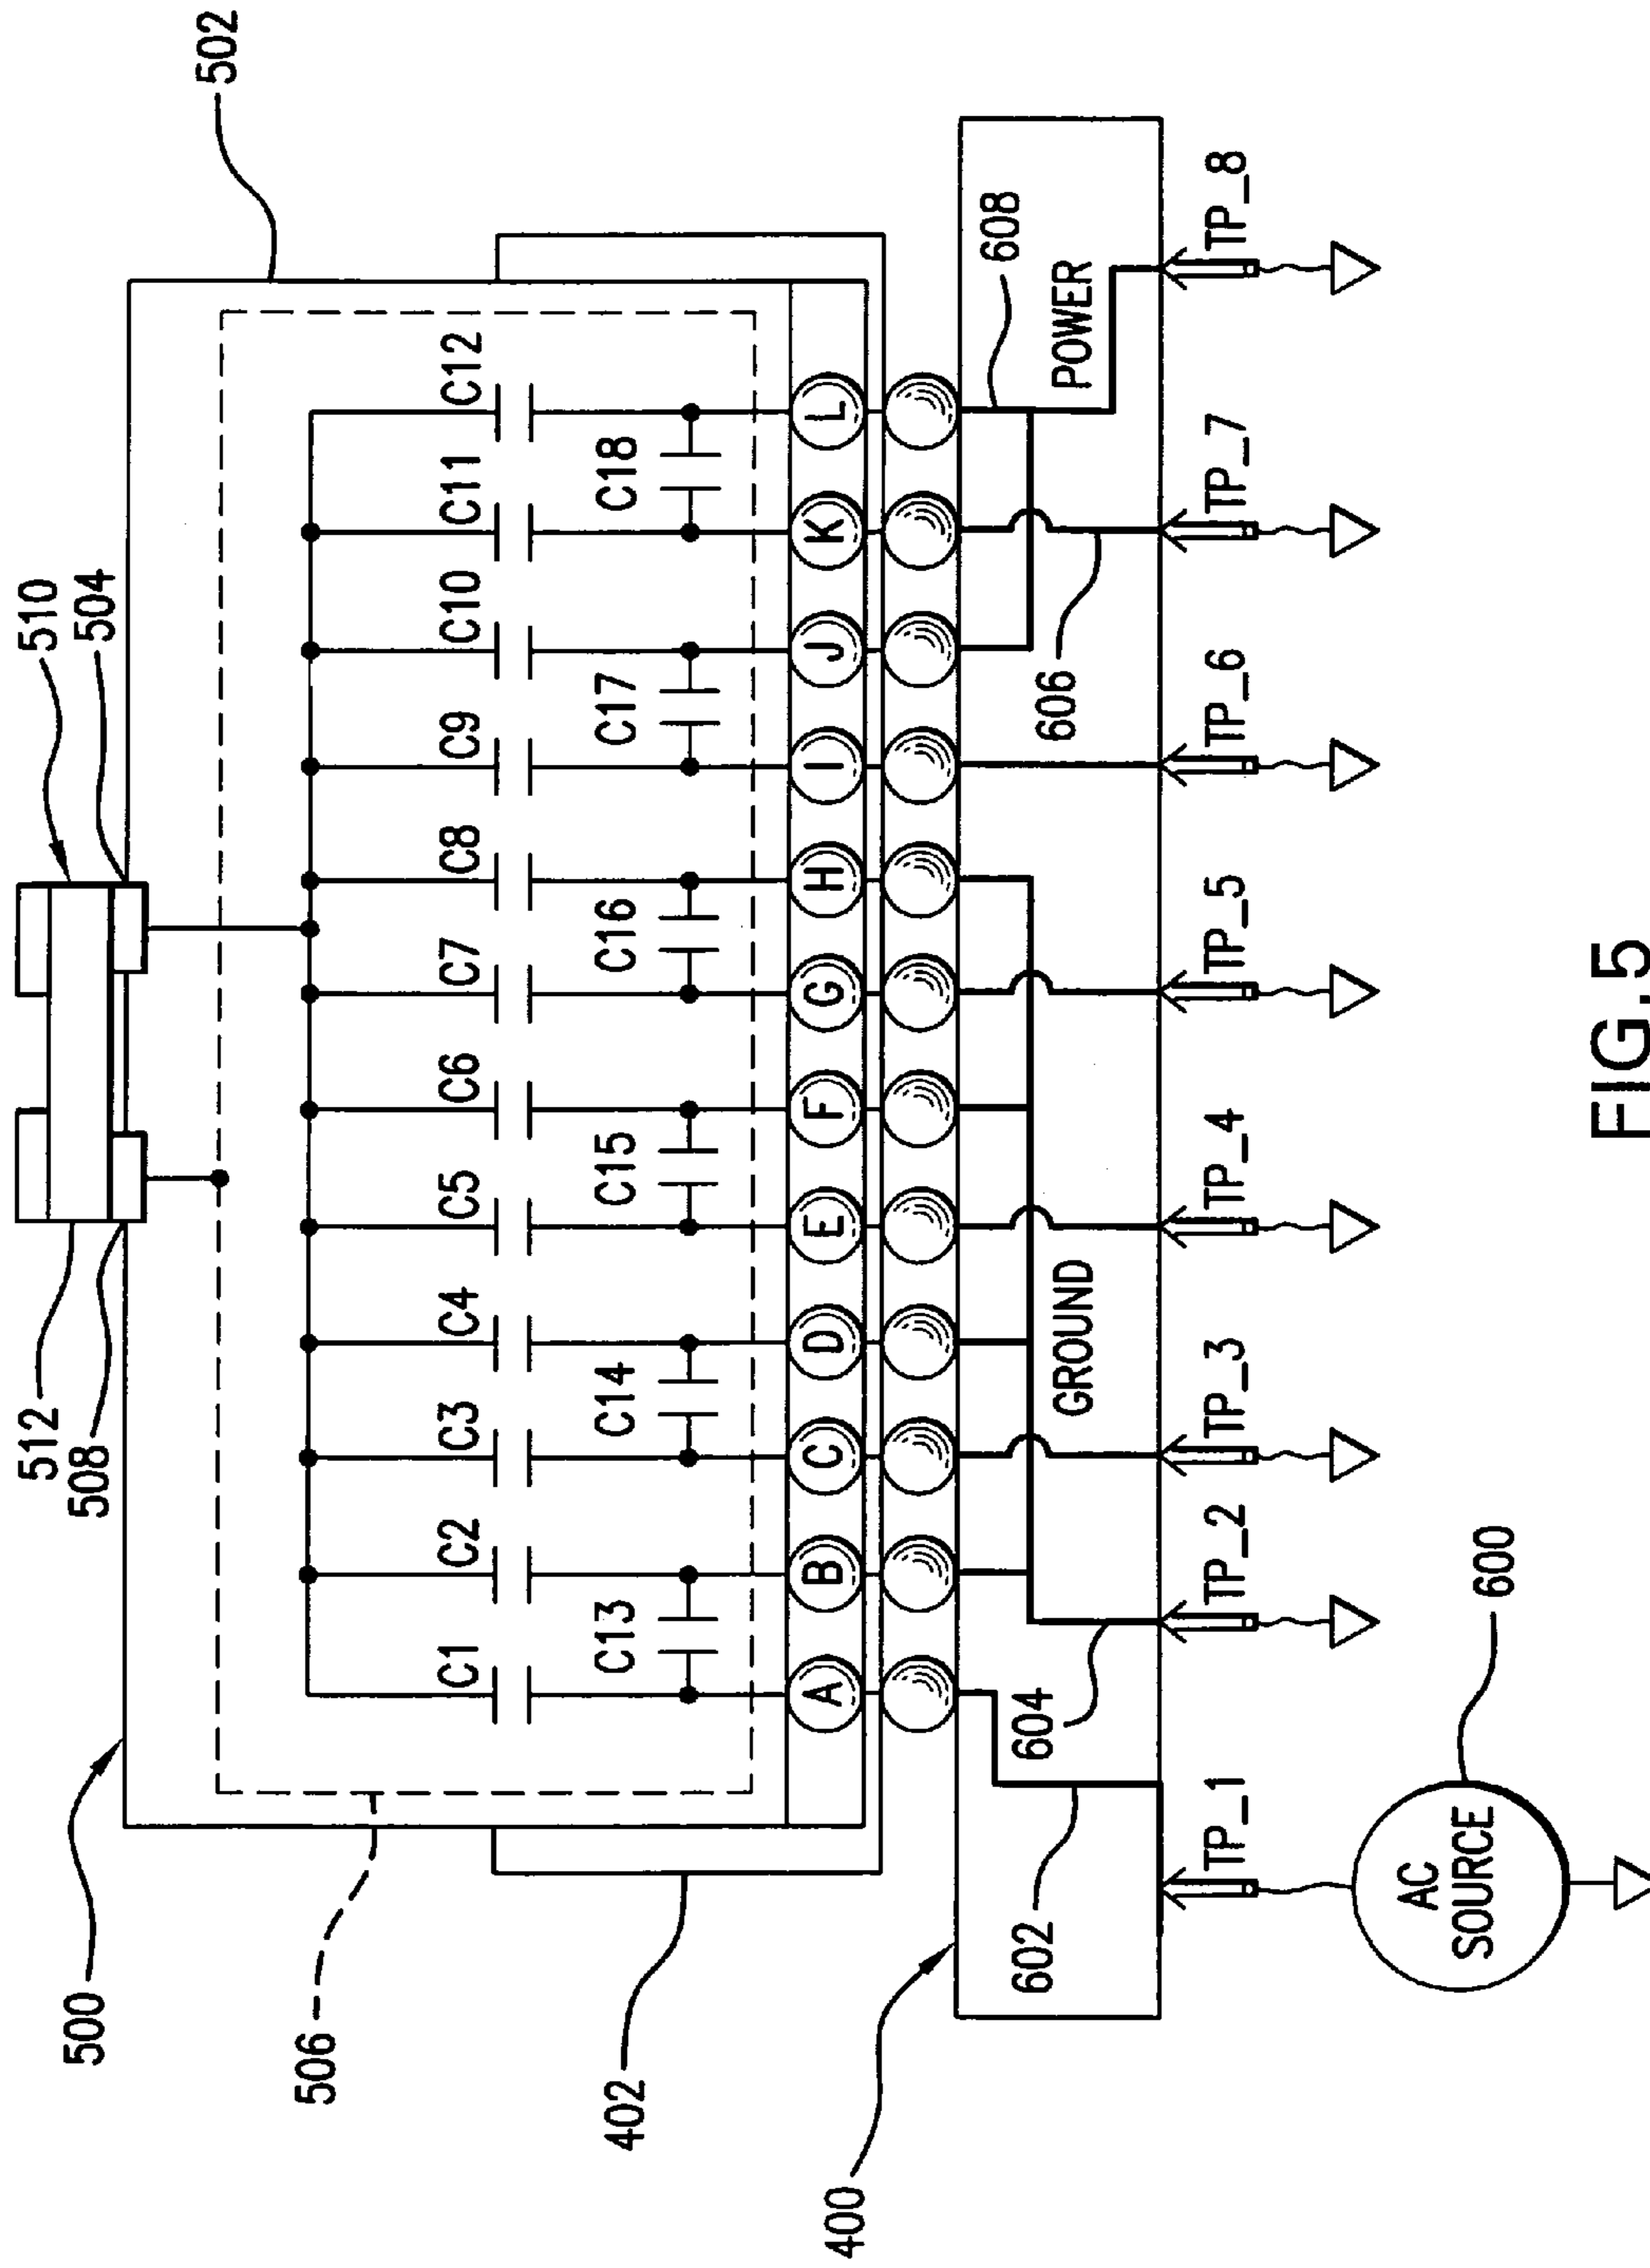 510
512
504
508
500
502
506
C1
C2
C3
C4
C5
C6
C7
C8
C9
C10
C11
C12
C13
C14
C15
C16
C17
C18
402
A
B
C
D
E
F
G
H
I
J
K
L
400
602
604
GROUND
606
608
POWER
TP_1
TP_2
TP_3
TP_4
TP_5
TP_6
TP_7
TP_8
AC
SOURCE
600
FIG.5